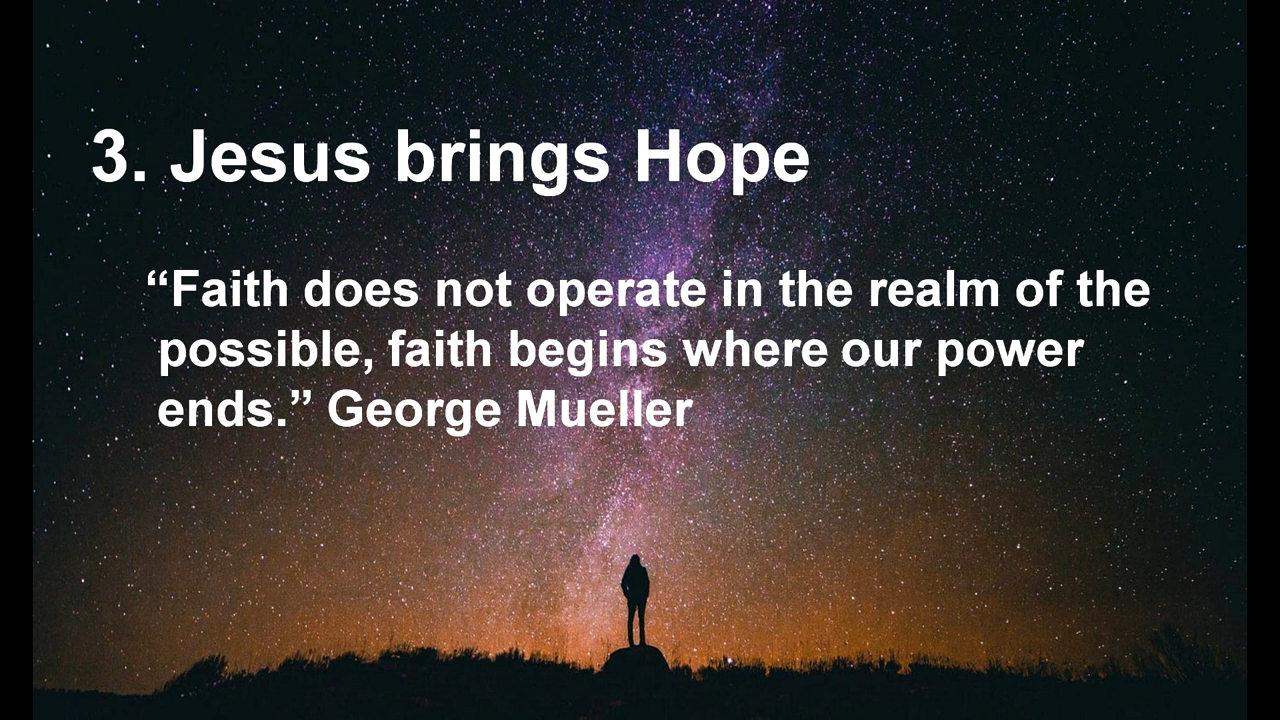 3. Jesus brings Hope
“Faith does not operate in the realm of the
possible, faith begins where our power
ends.” George Mueller